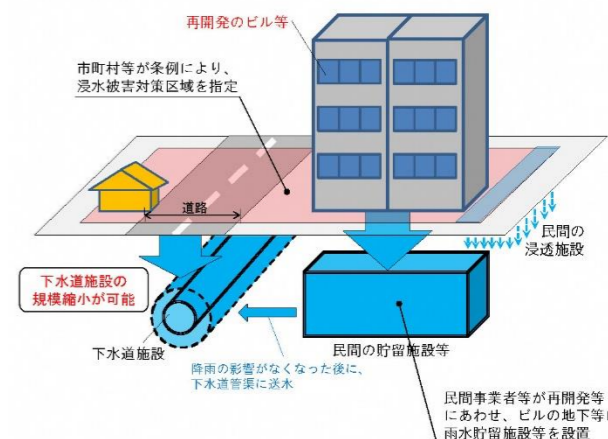 再開発のビル等
市町村等が条例により、
浸水被害対策区域を指定
道路
民間の
浸透施設
下水道施設の
規模縮小が可能
下水道施設
民間の貯留施設等
降雨の影響がなくなった後に、
下水道管渠に送水
民間事業者等が再開発等
にあわせ、ビルの地下等に
雨水貯留施設等を設置